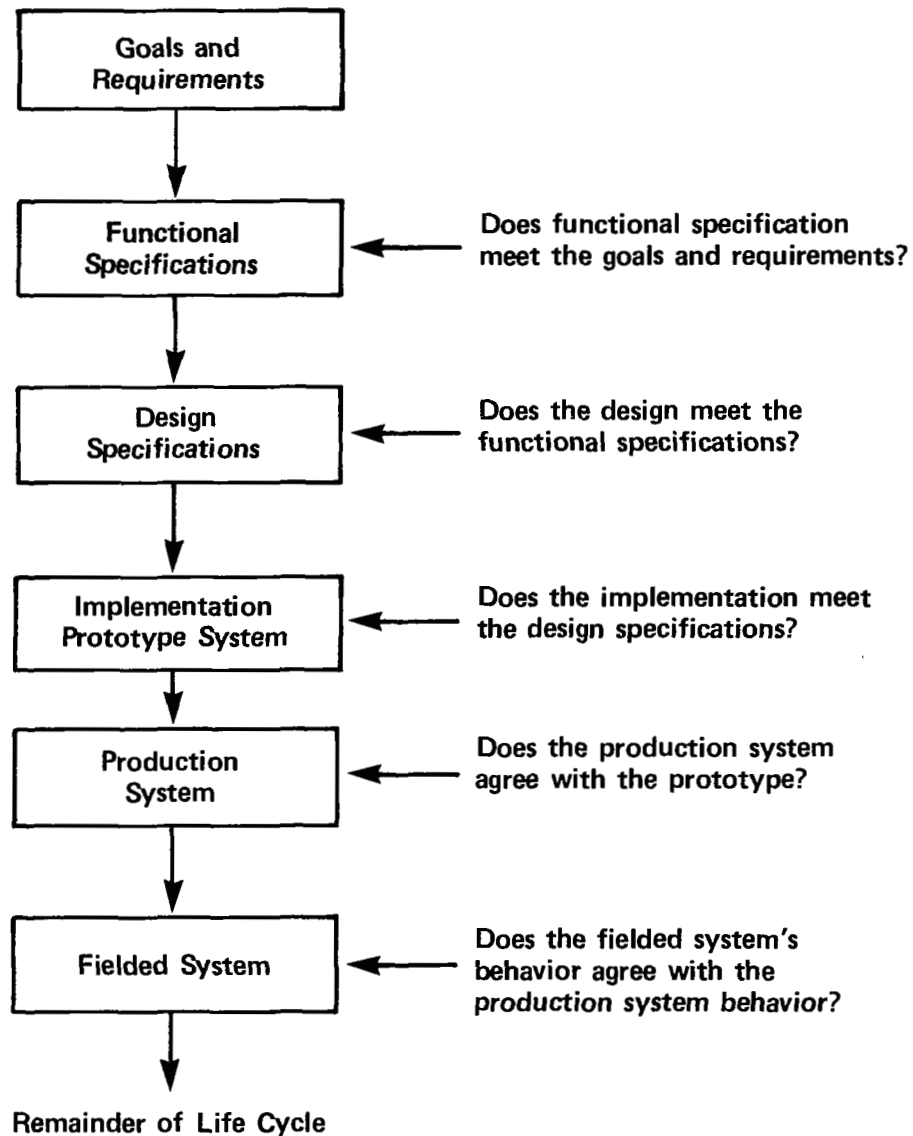 Goals and
Requirements
Functional
Specifications
Does functional specification
meet the goals and requirements?
Design
Specifications
Does the design meet the
functional specifications?
Implementation
Prototype System
Does the implementation meet
the design specifications?
Production
System
Does the production system
agree with the prototype?
Fielded System
Does the fielded system's
behavior agree with the
production system behavior?
Remainder of Life Cycle